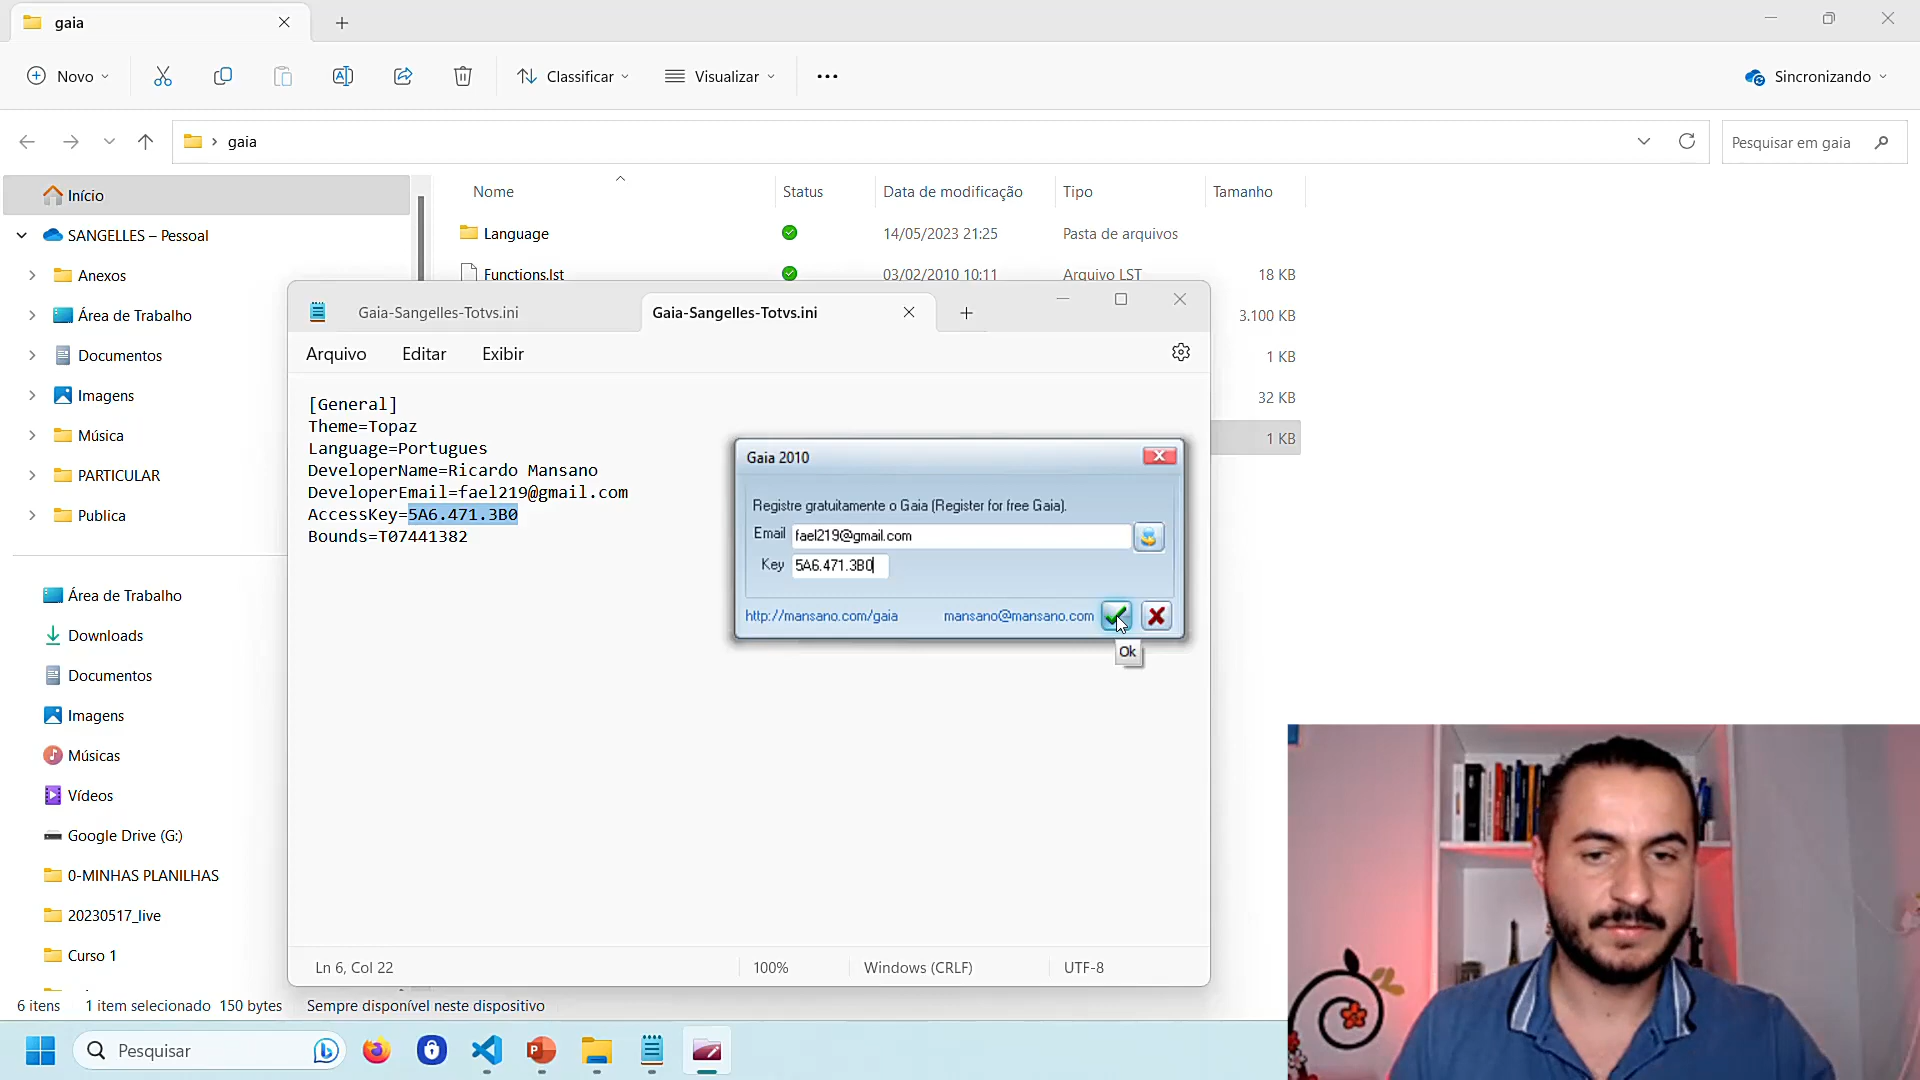 gaia
Novo
Classificar
Visualizar
Sincronizando
gaia
Pesquisar em gaia
Início
SANGELLES – Pessoal
Anexos
Área de Trabalho
Documentos
Imagens
Música
PARTICULAR
Publica
Área de Trabalho
Downloads
Documentos
Imagens
Músicas
Vídeos
Google Drive (G:)
0-MINHAS PLANILHAS
20230517_live
Curso 1
Nome Status Data de modificação Tipo Tamanho
Language 14/05/2023 21:25 Pasta de arquivos
Functions.lst 03/02/2010 10:11 Arquivo LST 18 KB
3.100 KB
1 KB
32 KB
1 KB
Gaia-Sangelles-Totvs.ini
Gaia-Sangelles-Totvs.ini
Arquivo Editar Exibir
[General]
Theme=Topaz
Language=Portugues
DeveloperName=Ricardo Mansano
DeveloperEmail=fael219@gmail.com
AccessKey=5A6.471.3B0
Bounds=T07441382
Gaia 2010
Registre gratuitamente o Gaia (Register for free Gaia).
Email fael219@gmail.com
Key 5A6.471.3B0
http://mansano.com/gaia mansano@mansano.com
Ok
Ln 6, Col 22 100% Windows (CRLF) UTF-8
6 itens 1 item selecionado 150 bytes Sempre disponível neste dispositivo
Pesquisar